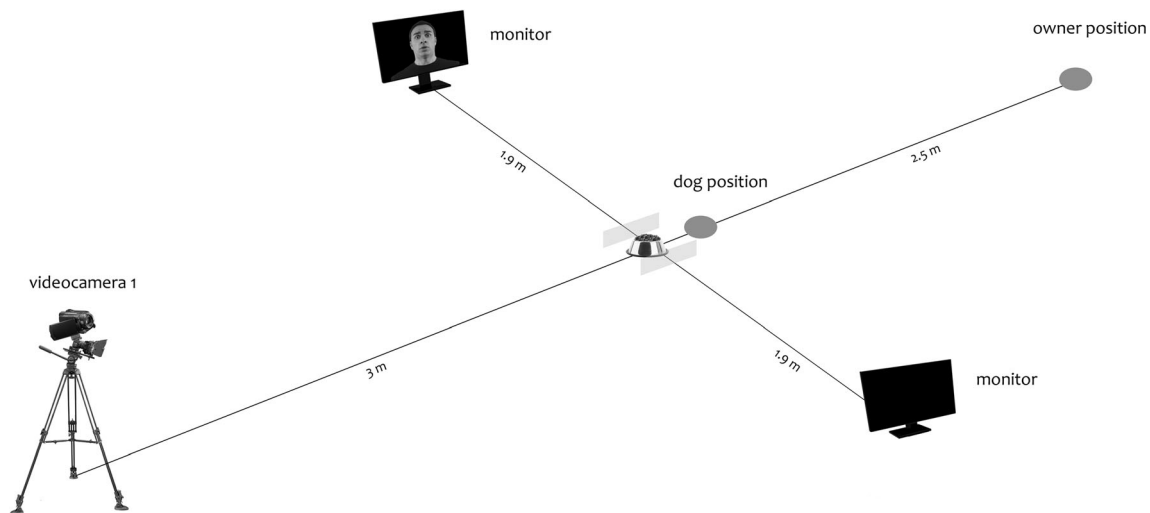 monitor
owner position
1.9 m
2.5 m
dog position
videocamera 1
3 m
1.9 m
monitor